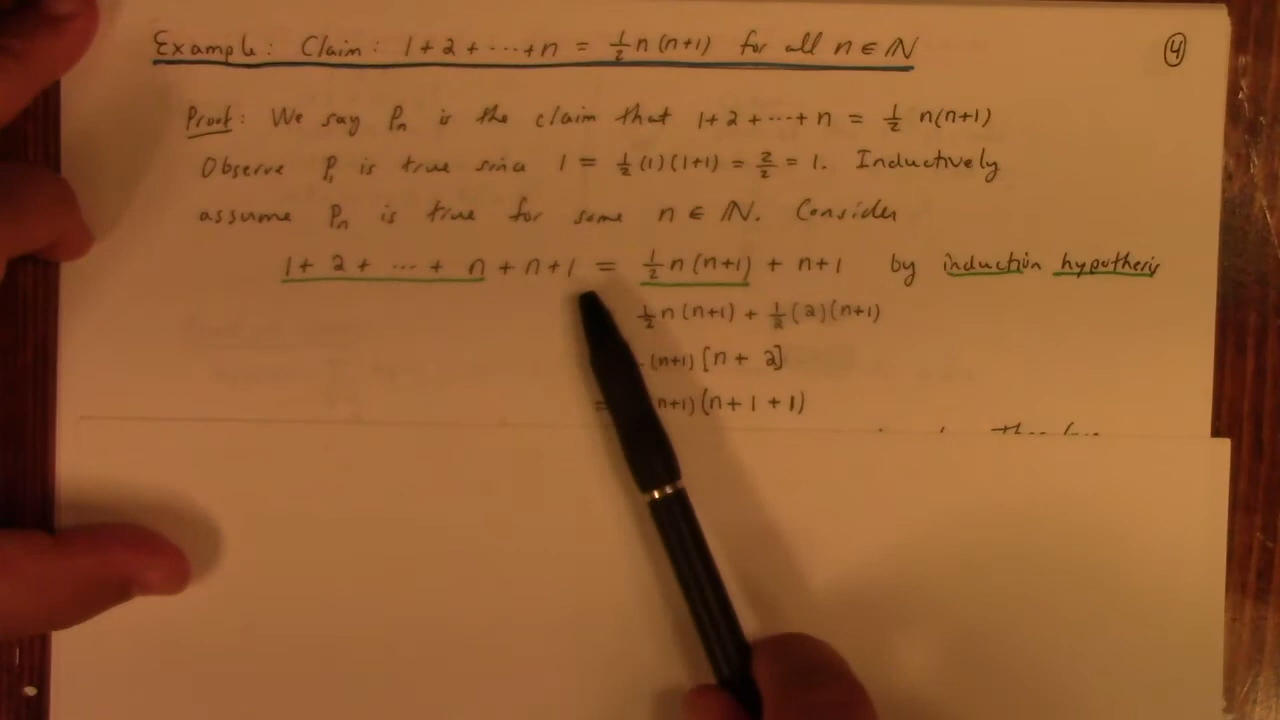 Example: Claim: 1+2+⋯+n = ½n(n+1) for all n∈ℕ
④
Proof: We say Pₙ is the claim that 1+2+⋯+n = ½ n(n+1)
Observe P₁ is true since 1 = ½(1)(1+1) = 2/2 = 1. Inductively
assume Pₙ is true for some n∈ℕ. Consider
1+2+⋯+n+n+1 = ½n(n+1) + n+1 by induction hypothesis
½n(n+1) + ½(2)(n+1)
(n+1)[n+2]
= n+1)(n+1+1)